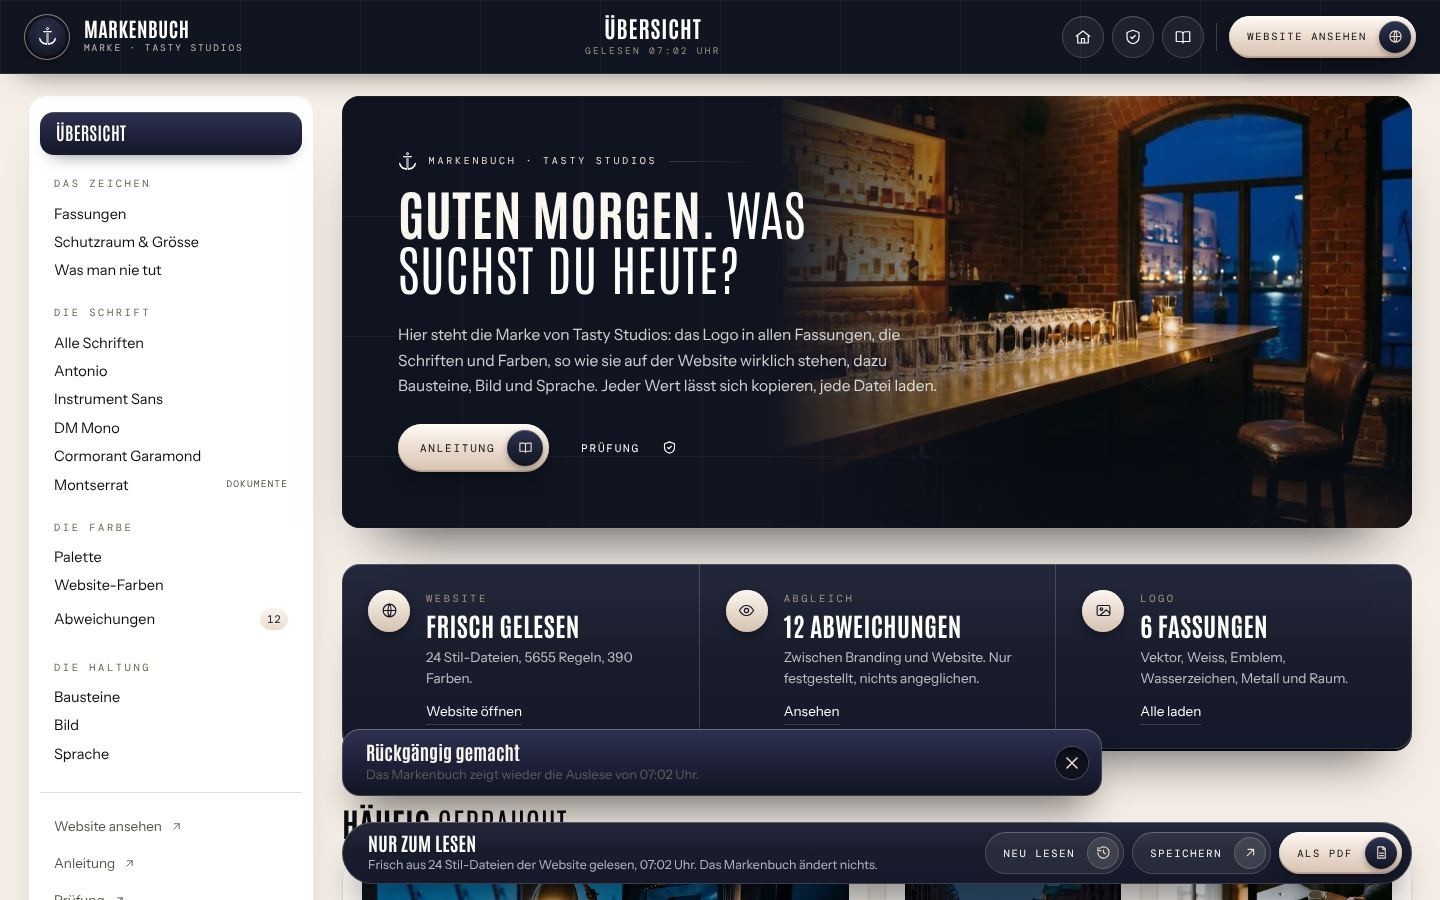 MARKENBUCH
MARKE · TASTY STUDIOS
ÜBERSICHT
GELESEN 07:02 UHR
WEBSITE ANSEHEN
ÜBERSICHT
DAS ZEICHEN
Fassungen
Schutzraum & Grösse
Was man nie tut
DIE SCHRIFT
Alle Schriften
Antonio
Instrument Sans
DM Mono
Cormorant Garamond
Montserrat
DOKUMENTE
DIE FARBE
Palette
Website-Farben
Abweichungen
12
DIE HALTUNG
Bausteine
Bild
Sprache
Website ansehen
Anleitung
Prüfung
MARKENBUCH · TASTY STUDIOS
GUTEN MORGEN. WAS
SUCHST DU HEUTE?
Hier steht die Marke von Tasty Studios: das Logo in allen Fassungen, die
Schriften und Farben, so wie sie auf der Website wirklich stehen, dazu
Bausteine, Bild und Sprache. Jeder Wert lässt sich kopieren, jede Datei laden.
ANLEITUNG
PRÜFUNG
WEBSITE
FRISCH GELESEN
24 Stil-Dateien, 5655 Regeln, 390
Farben.
Website öffnen
ABGLEICH
12 ABWEICHUNGEN
Zwischen Branding und Website. Nur
festgestellt, nichts angeglichen.
Ansehen
LOGO
6 FASSUNGEN
Vektor, Weiss, Emblem,
Wasserzeichen, Metall und Raum.
Alle laden
Rückgängig gemacht
Das Markenbuch zeigt wieder die Auslese von 07:02 Uhr.
HÄUFIG GEBRAUCHT
NUR ZUM LESEN
Frisch aus 24 Stil-Dateien der Website gelesen, 07:02 Uhr. Das Markenbuch ändert nichts.
NEU LESEN
SPEICHERN
ALS PDF